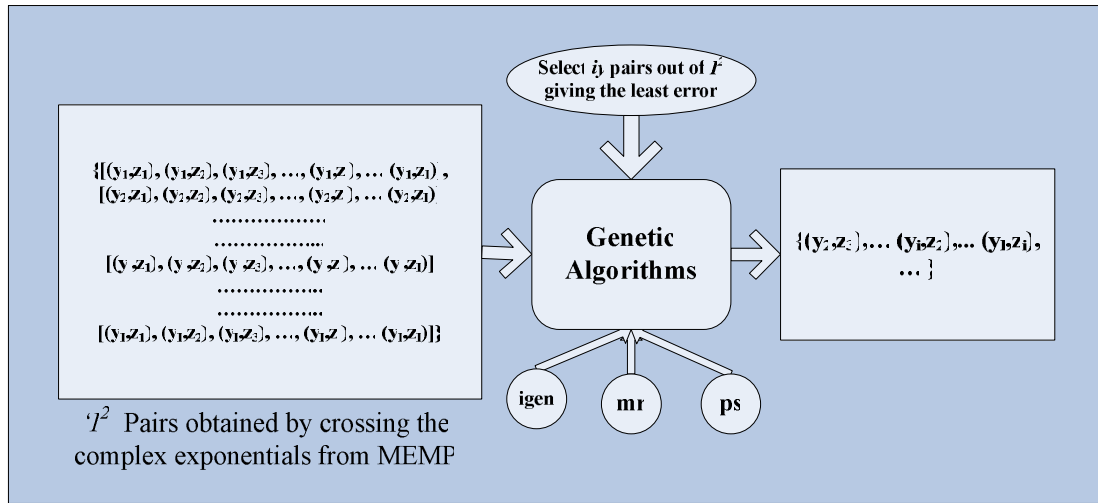 Select i, pairs out of I²
giving the least error
{[(y₁,z₁), (y₁,z₂), (y₁,z₃), …, (y₁,z), … (y₁,z₁)],
[(y₂,z₁), (y₂,z₂), (y₂,z₃), …, (y₂,z), … (y₂,z₁)]
....................
....................
[(y,z₁), (y,z₂), (y,z₃), …, (y,z), … (y,z₁)]
....................
....................
[(y₁,z₁), (y₁,z₂), (y₁,z₃), …, (y₁,z), … (y₁,z₁)]}
Genetic
Algorithms
{(y₂,z₃), … (yᵢ,z₂), ... (y₁,zᵢ),
… }
igen
mr
ps
'I² Pairs obtained by crossing the
complex exponentials from MEMP